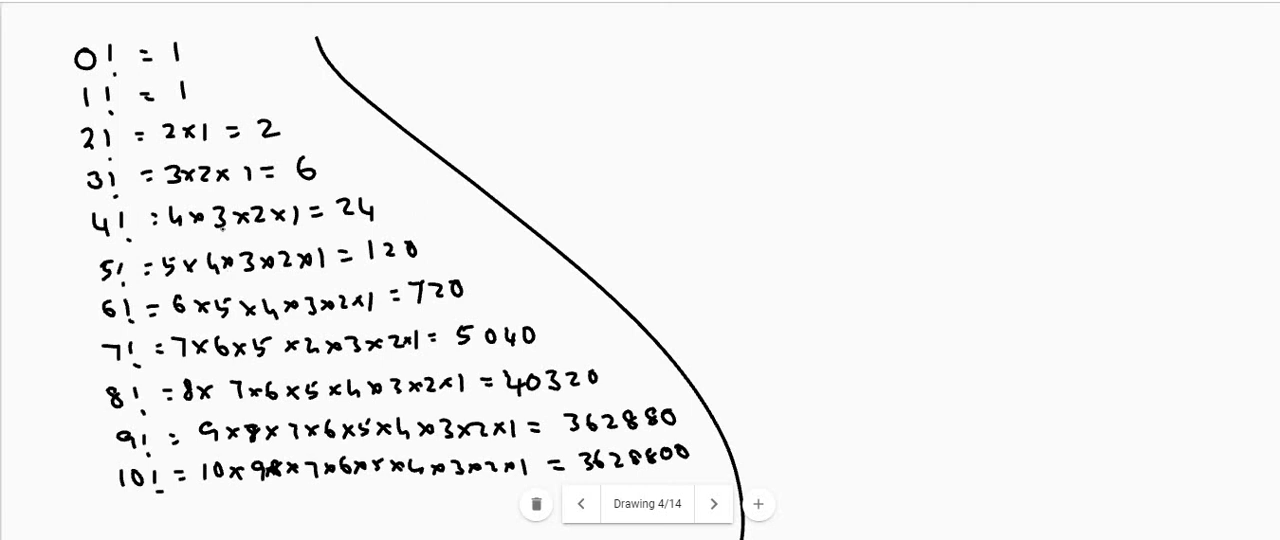 0! = 1
1! = 1
2! = 2×1 = 2
3! = 3×2×1 = 6
4! = 4×3×2×1 = 24
5! = 5×4×3×2×1 = 120
6! = 6×5×4×3×2×1 = 720
7! = 7×6×5×4×3×2×1 = 5040
8! = 8×7×6×5×4×3×2×1 = 40320
9! = 9×8×7×6×5×4×3×2×1 = 362880
10! = 10×9×8×7×6×5×4×3×2×1 = 3628800
Drawing 4/14